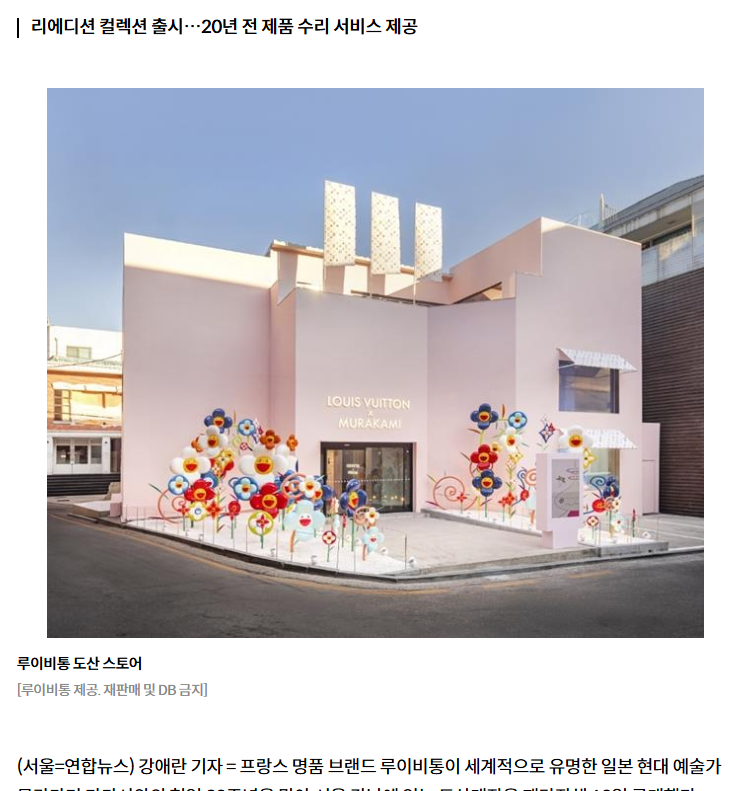 리에디션 컬렉션 출시…20년 전 제품 수리 서비스 제공
LOUIS VUITTON
x
MURAKAMI
루이비통 도산 스토어
[루이비통 제공. 재판매 및 DB 금지]
(서울=연합뉴스) 강애란 기자 = 프랑스 명품 브랜드 루이비통이 세계적으로 유명한 일본 현대 예술가